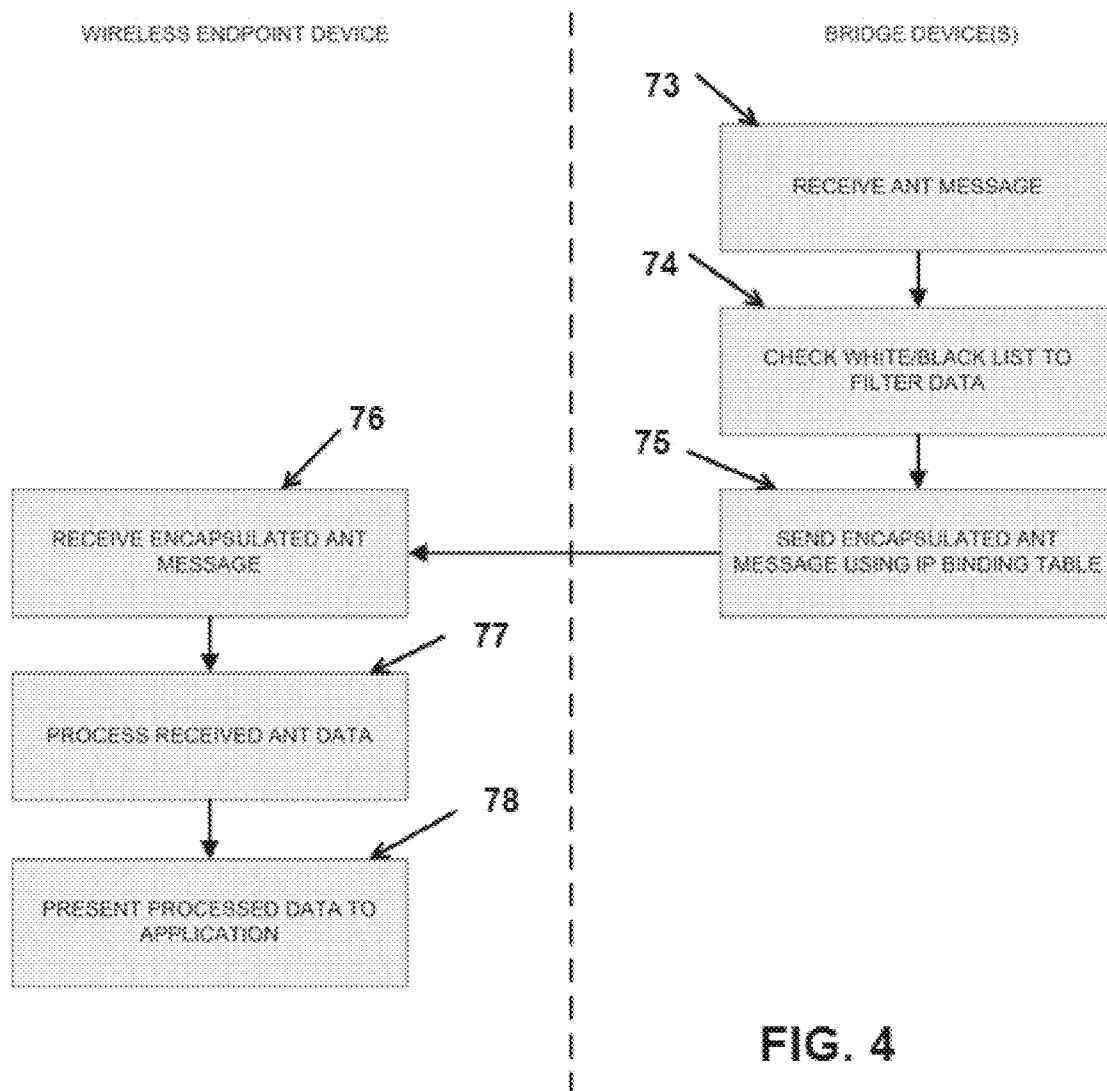 WIRELESS ENDPOINT DEVICE
BRIDGE DEVICE(S)
73
RECEIVE ANT MESSAGE
74
CHECK WHITE/BLACK LIST TO
FILTER DATA
75
SEND ENCAPSULATED ANT
MESSAGE USING IP BINDING TABLE
76
RECEIVE ENCAPSULATED ANT
MESSAGE
77
PROCESS RECEIVED ANT DATA
78
PRESENT PROCESSED DATA TO
APPLICATION
FIG. 4